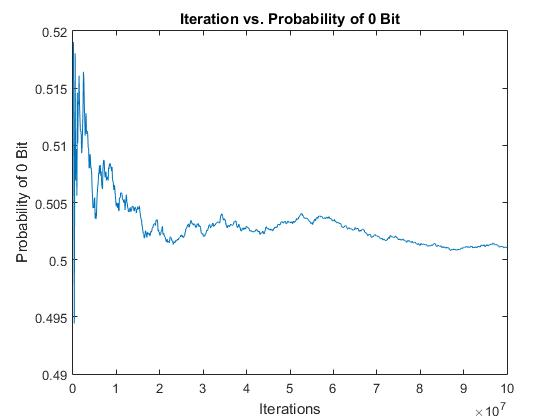 Iteration vs. Probability of 0 Bit
0.52
0.515
0.51
0.505
0.5
0.495
0.49
Probability of 0 Bit
0 1 2 3 4 5 6 7 8 9 10
Iterations
×10^7